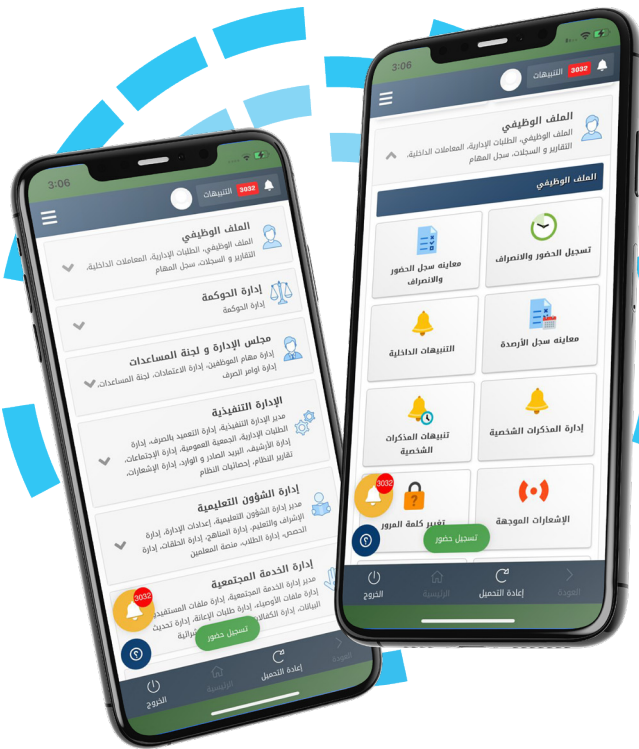 3:06
التنبيهات 3032
الملف الوظيفي
الملف الوظيفي، الطلبات الإدارية، المعاملات الداخلية،
التقارير و السجلات، سجل المهام
الملف الوظيفي
تسجيل الحضور والانصراف
معاينه سجل الحضور
والانصراف
معاينه سجل الأرصدة
التنبيهات الداخلية
إدارة المذكرات الشخصية
تنبيهات المذكرات
الشخصية
الإشعارات الموجهة
تغيير كلمة المرور
3032
؟
تسجيل حضور
العودة
إعادة التحميل
الرئيسية
الخروج
3:06
التنبيهات 3032
الملف الوظيفي
الملف الوظيفي، الطلبات الإدارية، المعاملات الداخلية،
التقارير و السجلات، سجل المهام
إدارة الحوكمة
إدارة الحوكمة
مجلس الإدارة و لجنة المساعدات
إدارة مهام الموظفين، إدارة الاعتمادات، لجنة المساعدات،
إدارة اوامر الصرف
الإدارة التنفيذية
مدير الإدارة التنفيذية، إدارة التعميد بالصرف، إدارة
الطلبات الإدارية، الجمعية العمومية، إدارة الإجتماعات،
إدارة الأرشيف، البريد الصادر و الوارد، إدارة الإشعارات،
تقارير النظام، إحصائيات النظام
إدارة الشؤون التعليمية
مدير إدارة الشؤون التعليمية، إعدادات الإدارة، إدارة
الإشراف والتعليم، إدارة المناهج، إدارة الحلقات، إدارة
الحصص، إدارة الطلاب، منصة المعلمين
إدارة الخدمة المجتمعية
مدير إدارة الخدمة المجتمعية، إدارة ملفات المستفيدين
إدارة ملفات الأوصياء، إدارة طلبات الإعانة، إدارة تحديث
البيانات، إدارة الكفالات
3032
؟
تسجيل حضور
العودة
إعادة التحميل
الرئيسية
الخروج